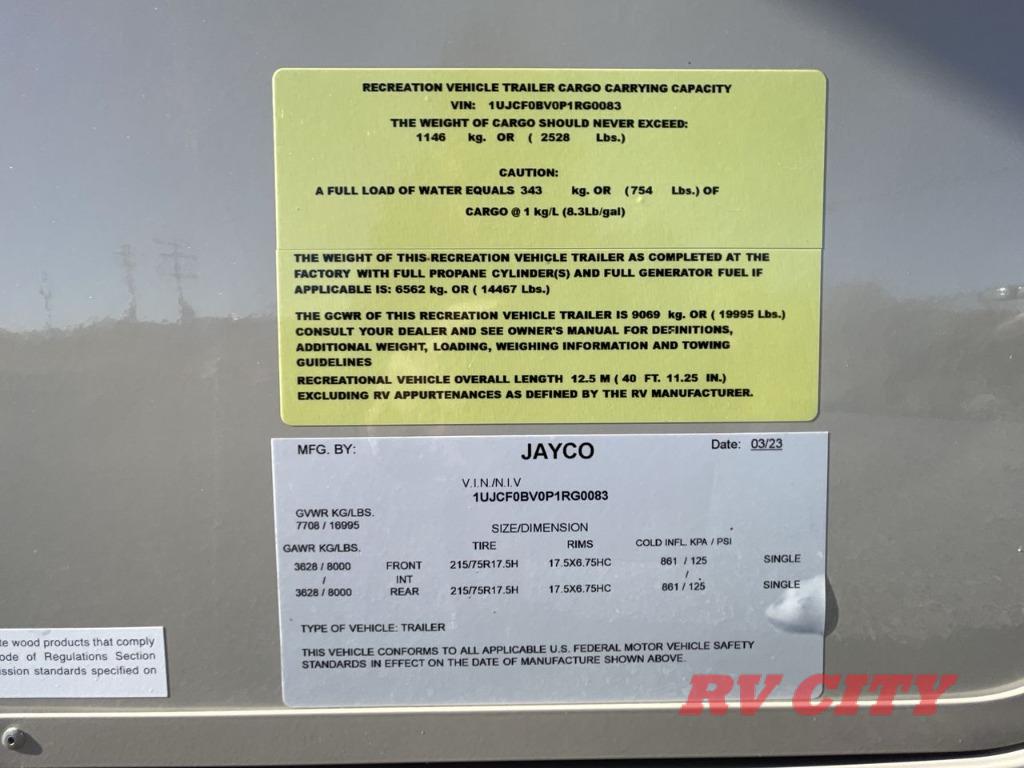 RECREATION VEHICLE TRAILER CARGO CARRYING CAPACITY
VIN: 1UJCF0BV0P1RG0083
THE WEIGHT OF CARGO SHOULD NEVER EXCEED:
1146 kg. OR ( 2528 Lbs.)
CAUTION:
A FULL LOAD OF WATER EQUALS 343 kg. OR (754 Lbs.) OF
CARGO @ 1 kg/L (8.3Lb/gal)
THE WEIGHT OF THIS RECREATION VEHICLE TRAILER AS COMPLETED AT THE
FACTORY WITH FULL PROPANE CYLINDER(S) AND FULL GENERATOR FUEL IF
APPLICABLE IS: 6562 kg. OR ( 14467 Lbs.)
THE GCWR OF THIS RECREATION VEHICLE TRAILER IS 9069 kg. OR ( 19995 Lbs.)
CONSULT YOUR DEALER AND SEE OWNER'S MANUAL FOR DEFINITIONS,
ADDITIONAL WEIGHT, LOADING, WEIGHING INFORMATION AND TOWING
GUIDELINES
RECREATIONAL VEHICLE OVERALL LENGTH 12.5 M ( 40 FT. 11.25 IN.)
EXCLUDING RV APPURTENANCES AS DEFINED BY THE RV MANUFACTURER.
MFG. BY: JAYCO Date: 03/23
V.I.N./N.I.V
1UJCF0BV0P1RG0083
GVWR KG/LBS.
7708 / 16995
SIZE/DIMENSION
GAWR KG/LBS. TIRE RIMS COLD INFL. KPA / PSI
3628 / 8000 FRONT 215/75R17.5H 17.5X6.75HC 861 / 125 SINGLE
/ INT /
3628 / 8000 REAR 215/75R17.5H 17.5X6.75HC 861 / 125 SINGLE
TYPE OF VEHICLE: TRAILER
THIS VEHICLE CONFORMS TO ALL APPLICABLE U.S. FEDERAL MOTOR VEHICLE SAFETY
STANDARDS IN EFFECT ON THE DATE OF MANUFACTURE SHOWN ABOVE.
te wood products that comply
ode of Regulations Section
ission standards specified on
RV CITY